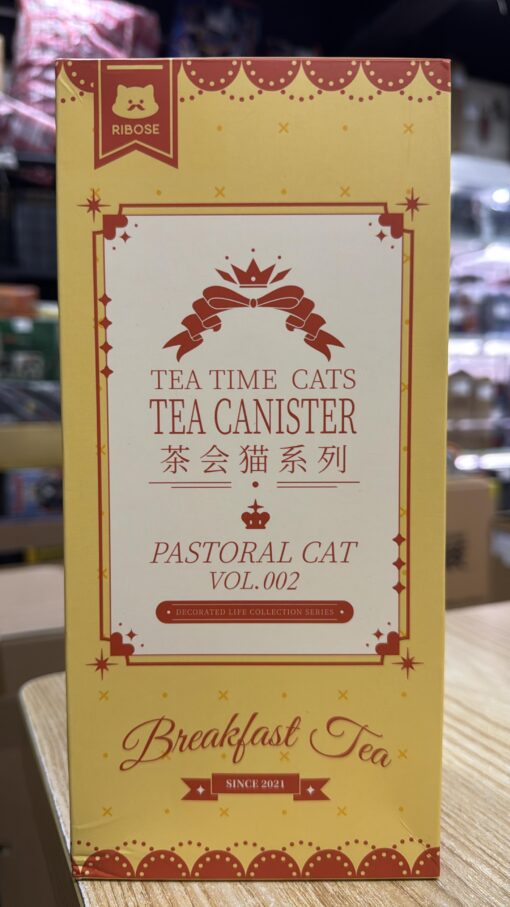 RIBOSE
TEA TIME CATS
TEA CANISTER
茶会猫系列
PASTORAL CAT
VOL.002
DECORATED LIFE COLLECTION SERIES
Breakfast Tea
SINCE 2021